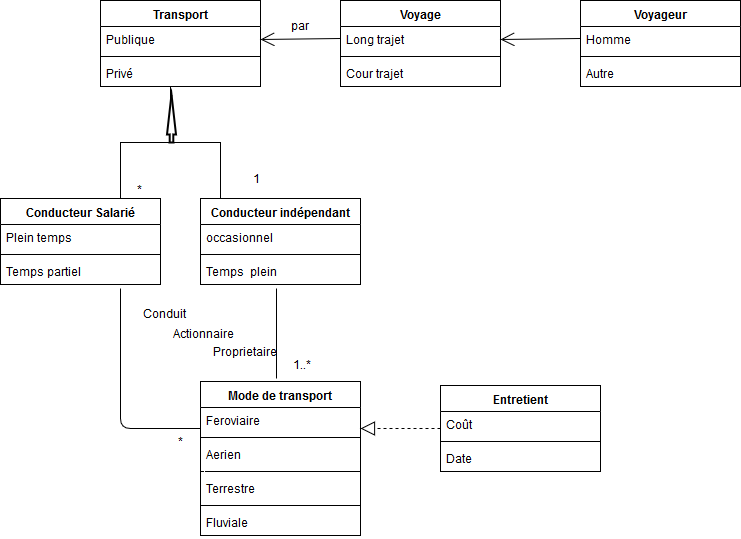 Transport
Publique
Privé
par
Voyage
Long trajet
Cour trajet
Voyageur
Homme
Autre
*
1
Conducteur Salarié
Plein temps
Temps partiel
Conducteur indépendant
occasionnel
Temps plein
Conduit
Actionnaire
Proprietaire
1..*
*
Mode de transport
Feroviaire
Aerien
Terrestre
Fluviale
Entretient
Coût
Date